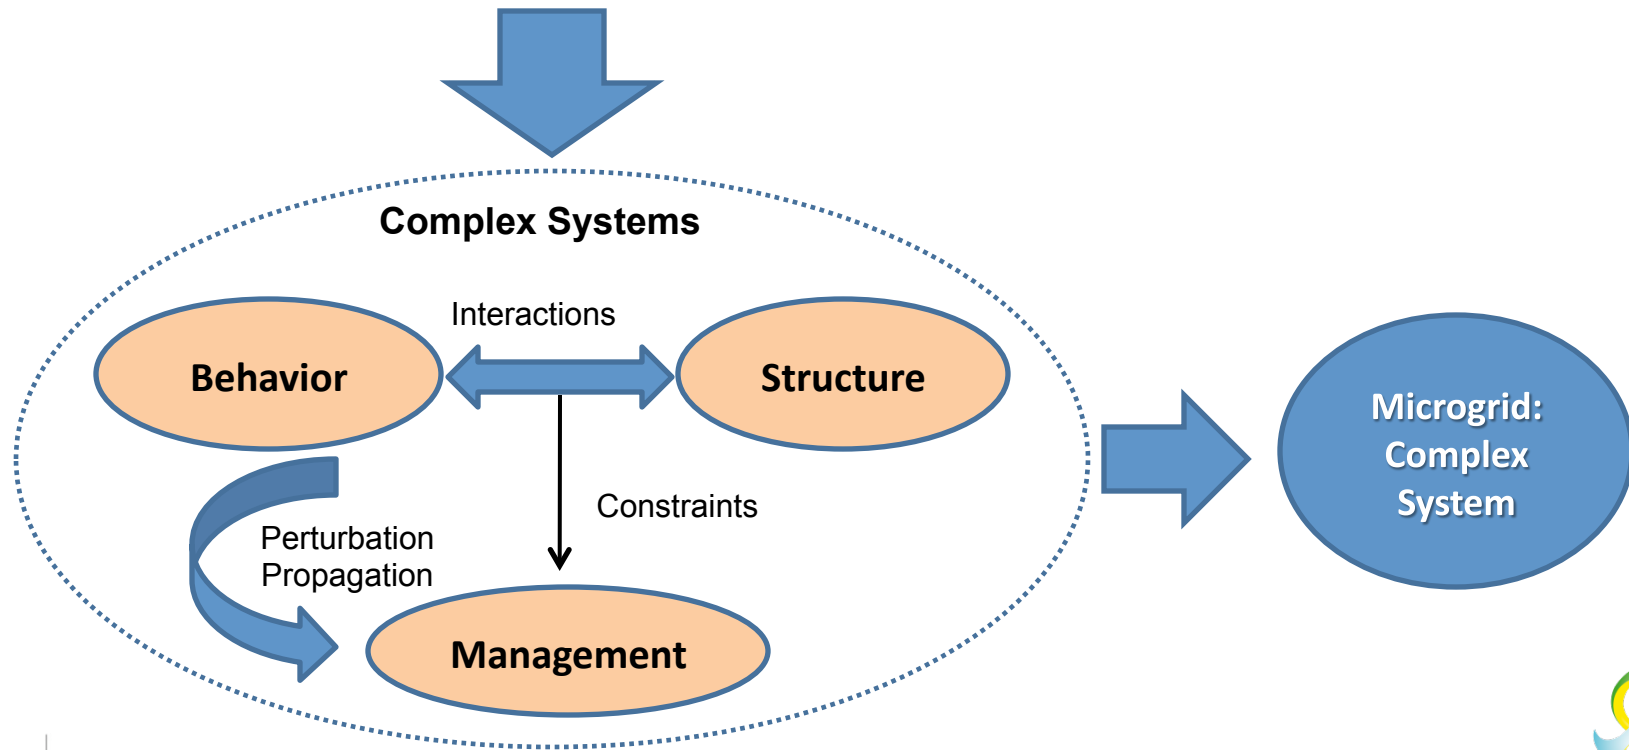 Complex Systems
Interactions
Behavior
Structure
Constraints
Perturbation
Propagation
Management
Microgrid:
Complex
System